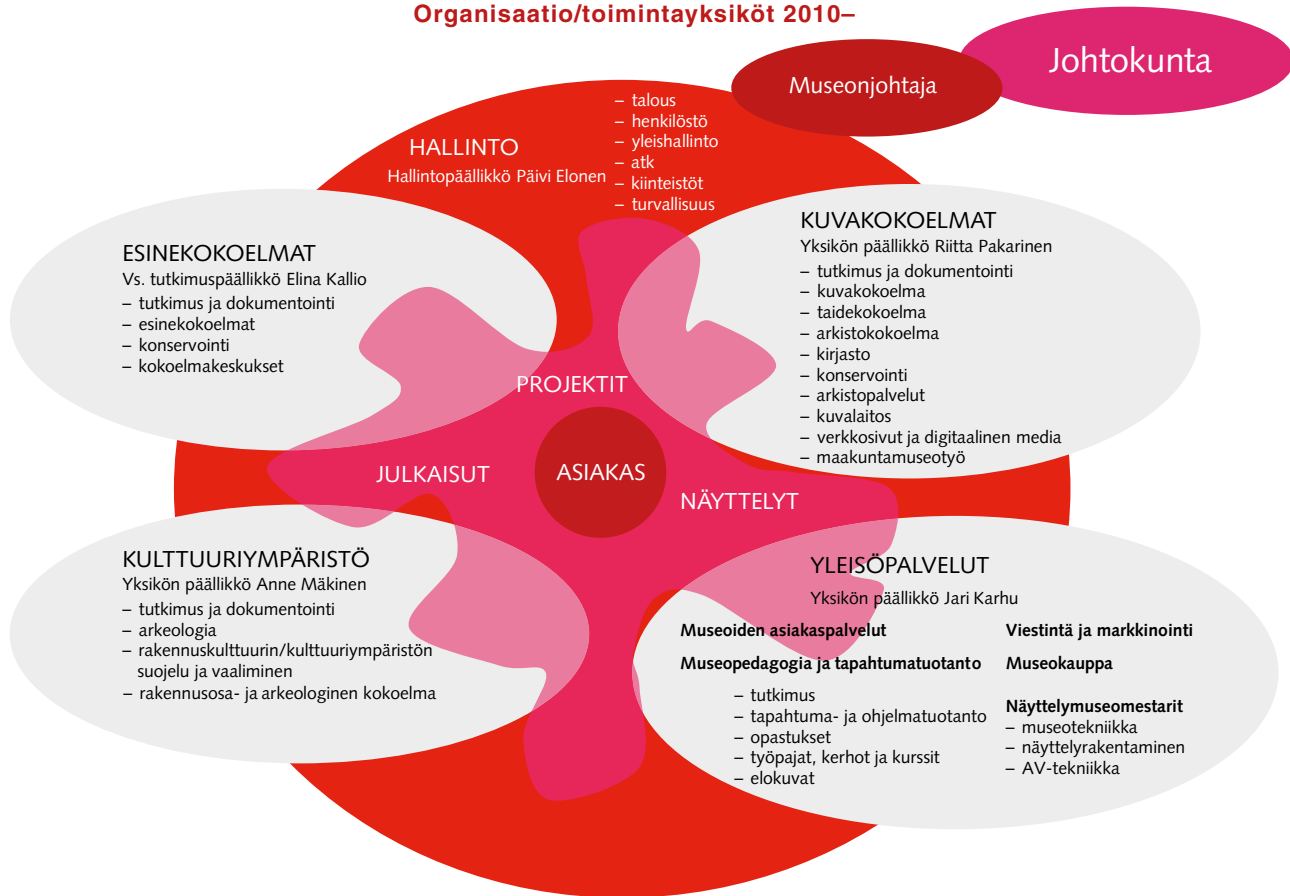 Organisaatio/toimintayksiköt 2010–
Johtokunta
Museonjohtaja
HALLINTO
Hallintopäällikkö Päivi Elonen
– talous
– henkilöstö
– yleishallinto
– atk
– kiinteistöt
– turvallisuus
ESINEKOKOELMAT
Vs. tutkimuspäällikkö Elina Kallio
– tutkimus ja dokumentointi
– esinekokoelmat
– konservointi
– kokoelmakeskukset
KUVAKOKOELMAT
Yksikön päällikkö Riitta Pakarinen
– tutkimus ja dokumentointi
– kuvakokoelma
– taidekokoelma
– arkistokokoelma
– kirjasto
– konservointi
– arkistopalvelut
– kuvalaitos
– verkkosivut ja digitaalinen media
– maakuntamuseotyö
PROJEKTIT
JULKAISUT
ASIAKAS
NÄYTTELYT
KULTTUURIYMPÄRISTÖ
Yksikön päällikkö Anne Mäkinen
– tutkimus ja dokumentointi
– arkeologia
– rakennuskulttuurin/kulttuuriympäristön
suojelu ja vaaliminen
– rakennusosa- ja arkeologinen kokoelma
YLEISÖPALVELUT
Yksikön päällikkö Jari Karhu
Museoiden asiakaspalvelut
Museopedagogia ja tapahtumatuotanto
– tutkimus
– tapahtuma- ja ohjelmatuotanto
– opastukset
– työpajat, kerhot ja kurssit
– elokuvat
Viestintä ja markkinointi
Museokauppa
Näyttelymuseomestarit
– museotekniikka
– näyttelyrakentaminen
– AV-tekniikka